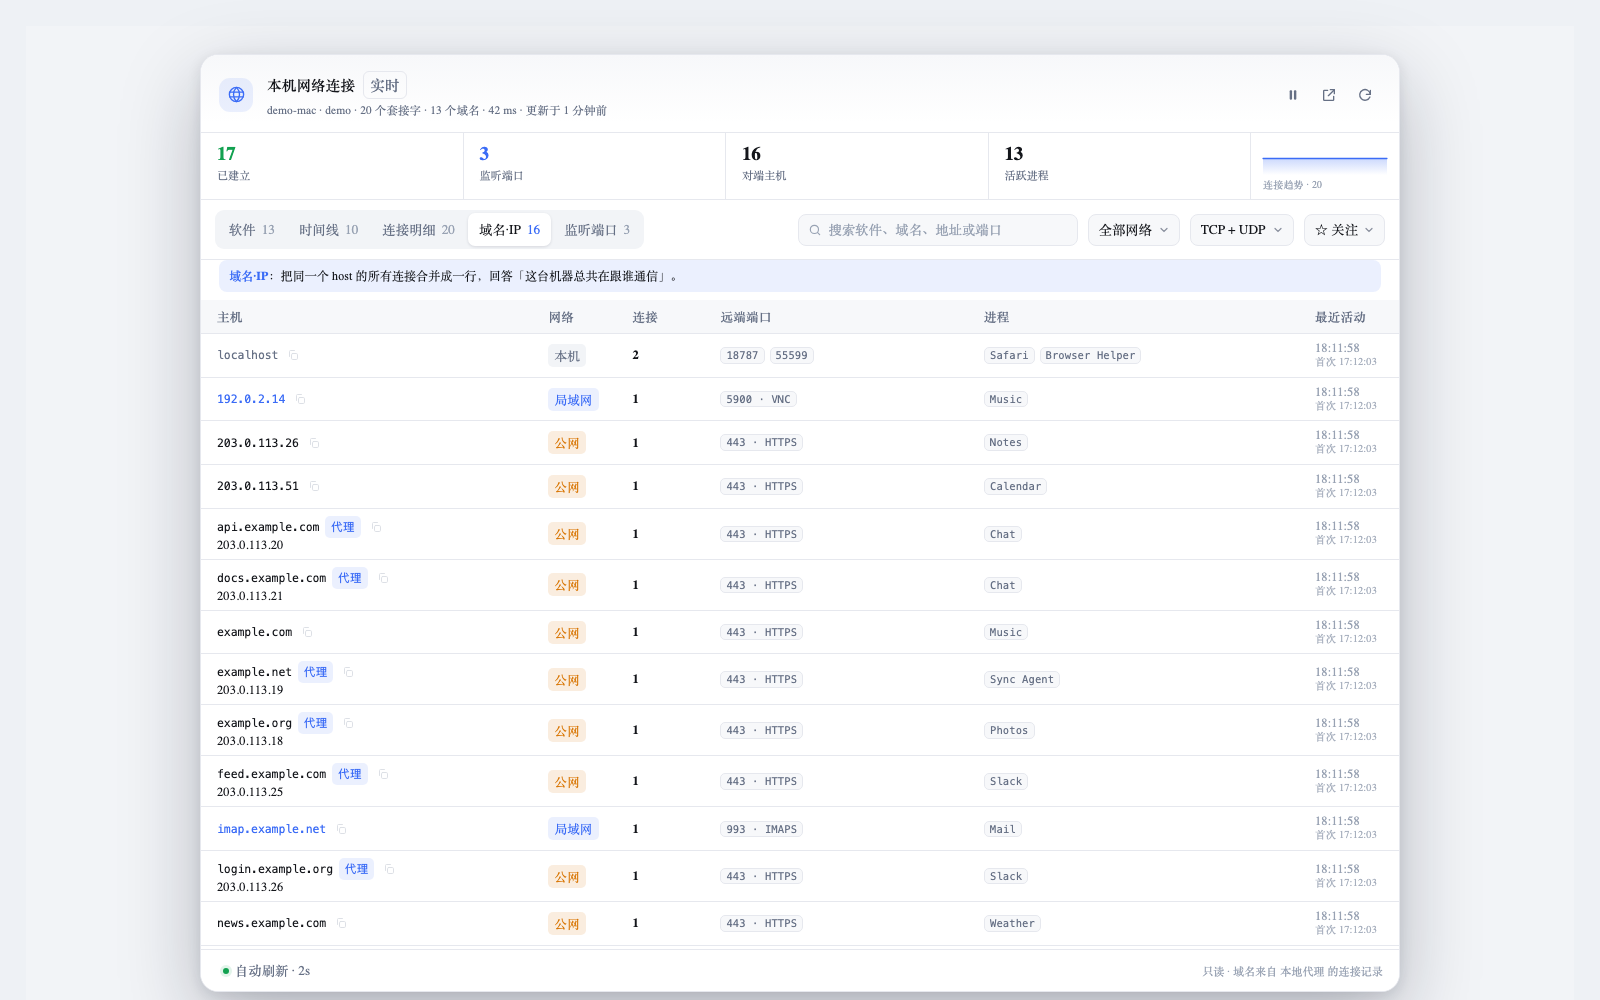 本机网络连接 实时
demo-mac · demo · 20 个套接字 · 13 个域名 · 42 ms · 更新于 1 分钟前
17
已建立
3
监听端口
16
对端主机
13
活跃进程
连接趋势 · 20
软件 13 时间线 10 连接明细 20 域名·IP 16 监听端口 3
搜索软件、域名、地址或端口
全部网络
TCP + UDP
☆ 关注
域名·IP：把同一个 host 的所有连接合并成一行，回答「这台机器总共在跟谁通信」。
主机 网络 连接 远端端口 进程 最近活动
localhost 本机 2 18787 55599 Safari Browser Helper 18:11:58
首次 17:12:03
192.0.2.14 局域网 1 5900 · VNC Music 18:11:58
首次 17:12:03
203.0.113.26 公网 1 443 · HTTPS Notes 18:11:58
首次 17:12:03
203.0.113.51 公网 1 443 · HTTPS Calendar 18:11:58
首次 17:12:03
api.example.com 代理 公网 1 443 · HTTPS Chat 18:11:58
203.0.113.20 首次 17:12:03
docs.example.com 代理 公网 1 443 · HTTPS Chat 18:11:58
203.0.113.21 首次 17:12:03
example.com 公网 1 443 · HTTPS Music 18:11:58
首次 17:12:03
example.net 代理 公网 1 443 · HTTPS Sync Agent 18:11:58
203.0.113.19 首次 17:12:03
example.org 代理 公网 1 443 · HTTPS Photos 18:11:58
203.0.113.18 首次 17:12:03
feed.example.com 代理 公网 1 443 · HTTPS Slack 18:11:58
203.0.113.25 首次 17:12:03
imap.example.net 局域网 1 993 · IMAPS Mail 18:11:58
首次 17:12:03
login.example.org 代理 公网 1 443 · HTTPS Slack 18:11:58
203.0.113.26 首次 17:12:03
news.example.com 公网 1 443 · HTTPS Weather 18:11:58
首次 17:12:03
自动刷新 · 2s
只读 · 域名来自 本地代理 的连接记录